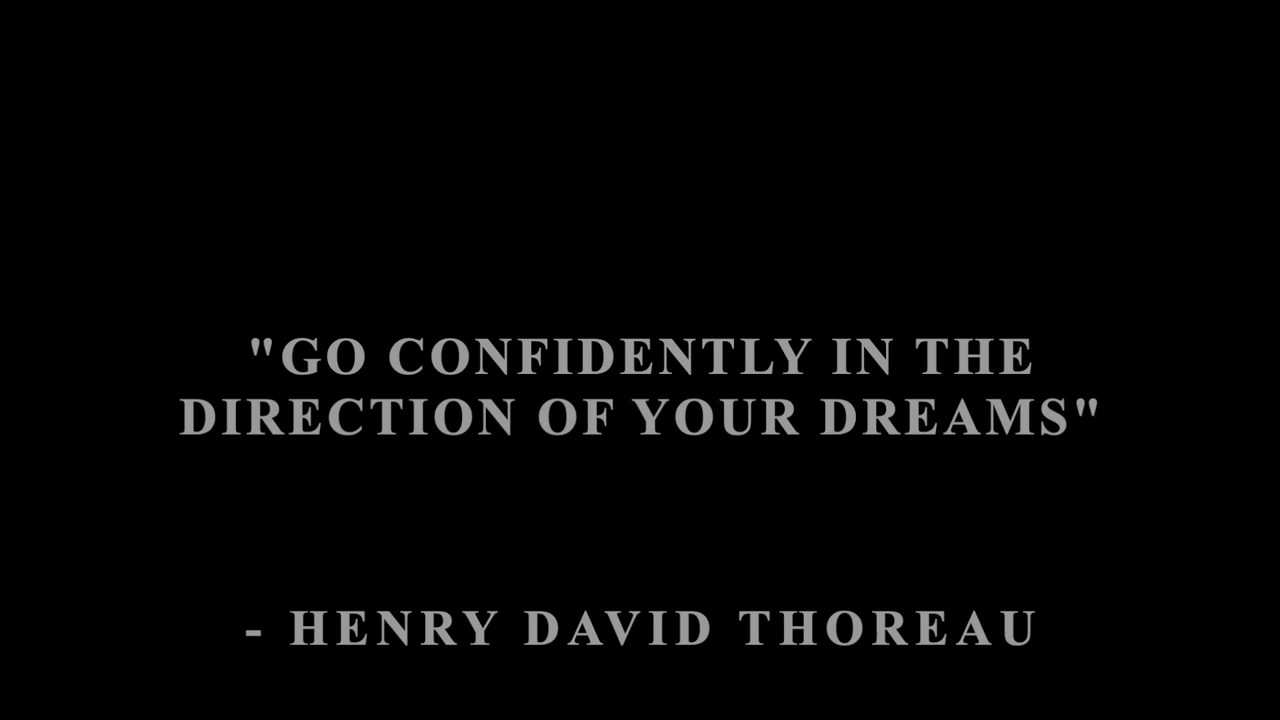 "GO CONFIDENTLY IN THE
DIRECTION OF YOUR DREAMS"
- HENRY DAVID THOREAU